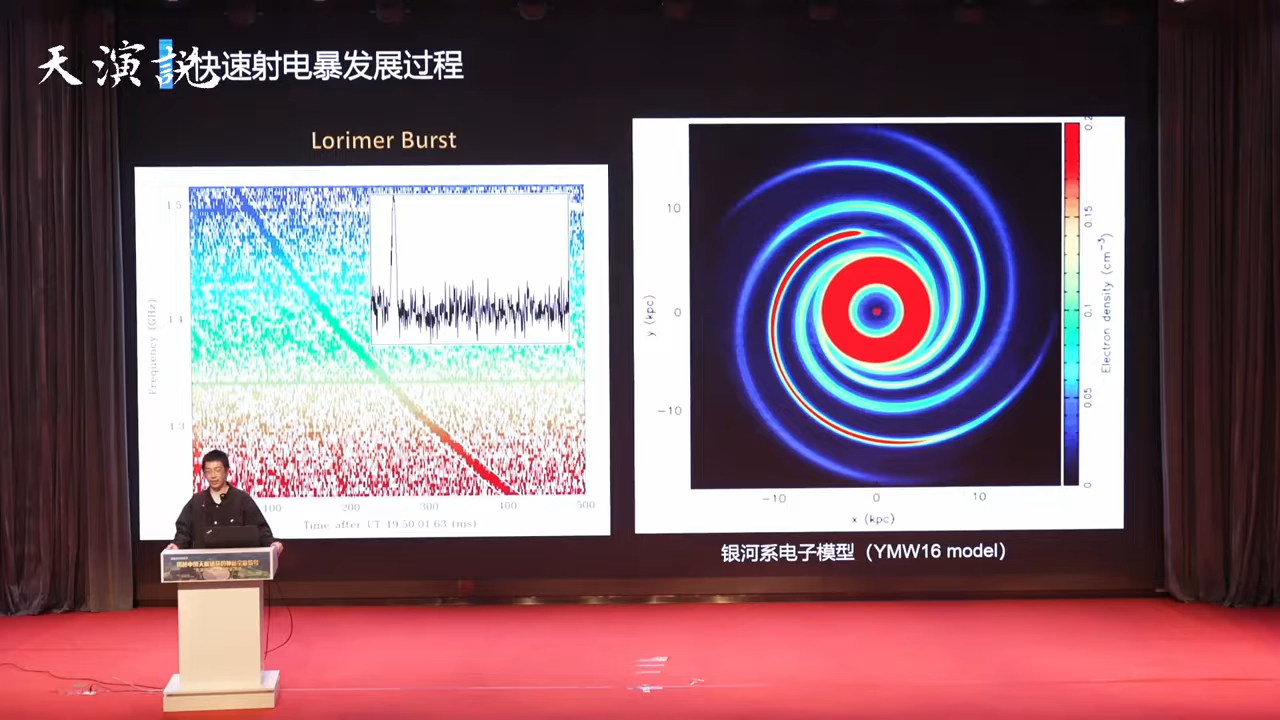 天演説
快速射电暴发展过程
Lorimer Burst
1.5
1.4
1.3
Frequency (GHz)
100 200 300 400 500
Time after UT 19:50:01.63 (ms)
10
0
−10
y (kpc)
−10 0 10
x (kpc)
0.15
0.1
0.05
0
Electron density (cm⁻³)
银河系电子模型（YMW16 model）